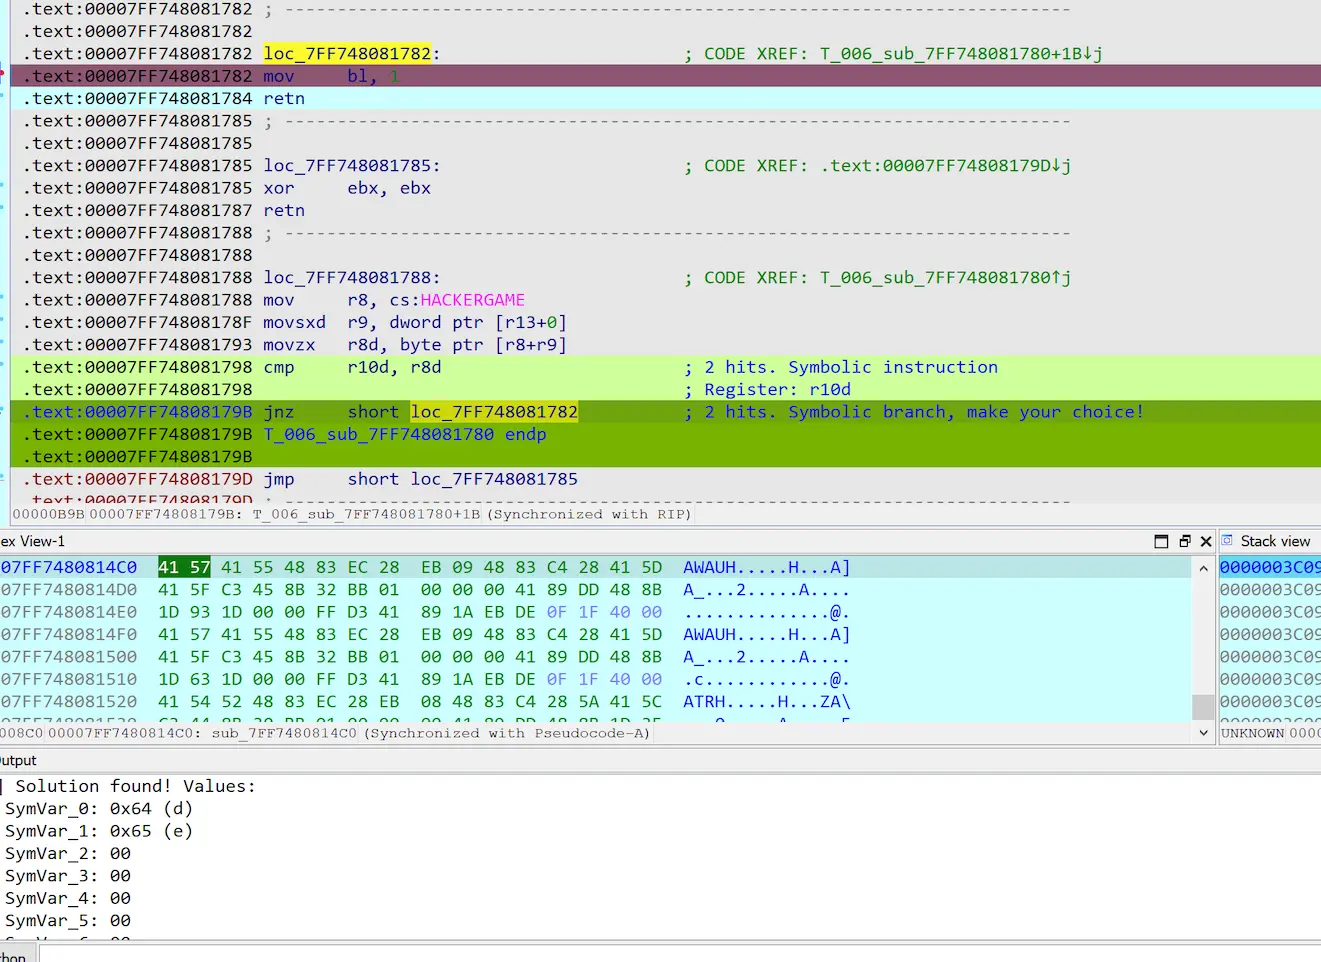 .text:00007FF748081782 ; ---------------------------------------------------------------------------
.text:00007FF748081782
.text:00007FF748081782 loc_7FF748081782: ; CODE XREF: T_006_sub_7FF748081780+1B↓j
.text:00007FF748081782 mov bl, 1
.text:00007FF748081784 retn
.text:00007FF748081785 ; ---------------------------------------------------------------------------
.text:00007FF748081785
.text:00007FF748081785 loc_7FF748081785: ; CODE XREF: .text:00007FF74808179D↓j
.text:00007FF748081785 xor ebx, ebx
.text:00007FF748081787 retn
.text:00007FF748081788 ; ---------------------------------------------------------------------------
.text:00007FF748081788
.text:00007FF748081788 loc_7FF748081788: ; CODE XREF: T_006_sub_7FF748081780↑j
.text:00007FF748081788 mov r8, cs:HACKERGAME
.text:00007FF74808178F movsxd r9, dword ptr [r13+0]
.text:00007FF748081793 movzx r8d, byte ptr [r8+r9]
.text:00007FF748081798 cmp r10d, r8d ; 2 hits. Symbolic instruction
.text:00007FF748081798 ; Register: r10d
.text:00007FF74808179B jnz short loc_7FF748081782 ; 2 hits. Symbolic branch, make your choice!
.text:00007FF74808179B T_006_sub_7FF748081780 endp
.text:00007FF74808179B
.text:00007FF74808179D jmp short loc_7FF748081785
.text:00007FF74808179D ; ---------------------------------------------------------------------------
00000B9B 00007FF74808179B: T_006_sub_7FF748081780+1B (Synchronized with RIP)
ex View-1
Stack view
07FF7480814C0 41 57 41 55 48 83 EC 28 EB 09 48 83 C4 28 41 5D AWAUH.....H...A]
07FF7480814D0 41 5F C3 45 8B 32 BB 01 00 00 00 41 89 DD 48 8B A_...2.....A....
07FF7480814E0 1D 93 1D 00 00 FF D3 41 89 1A EB DE 0F 1F 40 00 ..............@.
07FF7480814F0 41 57 41 55 48 83 EC 28 EB 09 48 83 C4 28 41 5D AWAUH.....H...A]
07FF748081500 41 5F C3 45 8B 32 BB 01 00 00 00 41 89 DD 48 8B A_...2.....A....
07FF748081510 1D 63 1D 00 00 FF D3 41 89 1A EB DE 0F 1F 40 00 .c............@.
07FF748081520 41 54 52 48 83 EC 28 EB 08 48 83 C4 28 5A 41 5C ATRH.....H...ZA\
0000003C09
0000003C09
0000003C09
0000003C09
0000003C09
0000003C09
0000003C09
008C0 00007FF7480814C0: sub_7FF7480814C0 (Synchronized with Pseudocode-A)
UNKNOWN 0000
utput
Solution found! Values:
SymVar_0: 0x64 (d)
SymVar_1: 0x65 (e)
SymVar_2: 00
SymVar_3: 00
SymVar_4: 00
SymVar_5: 00